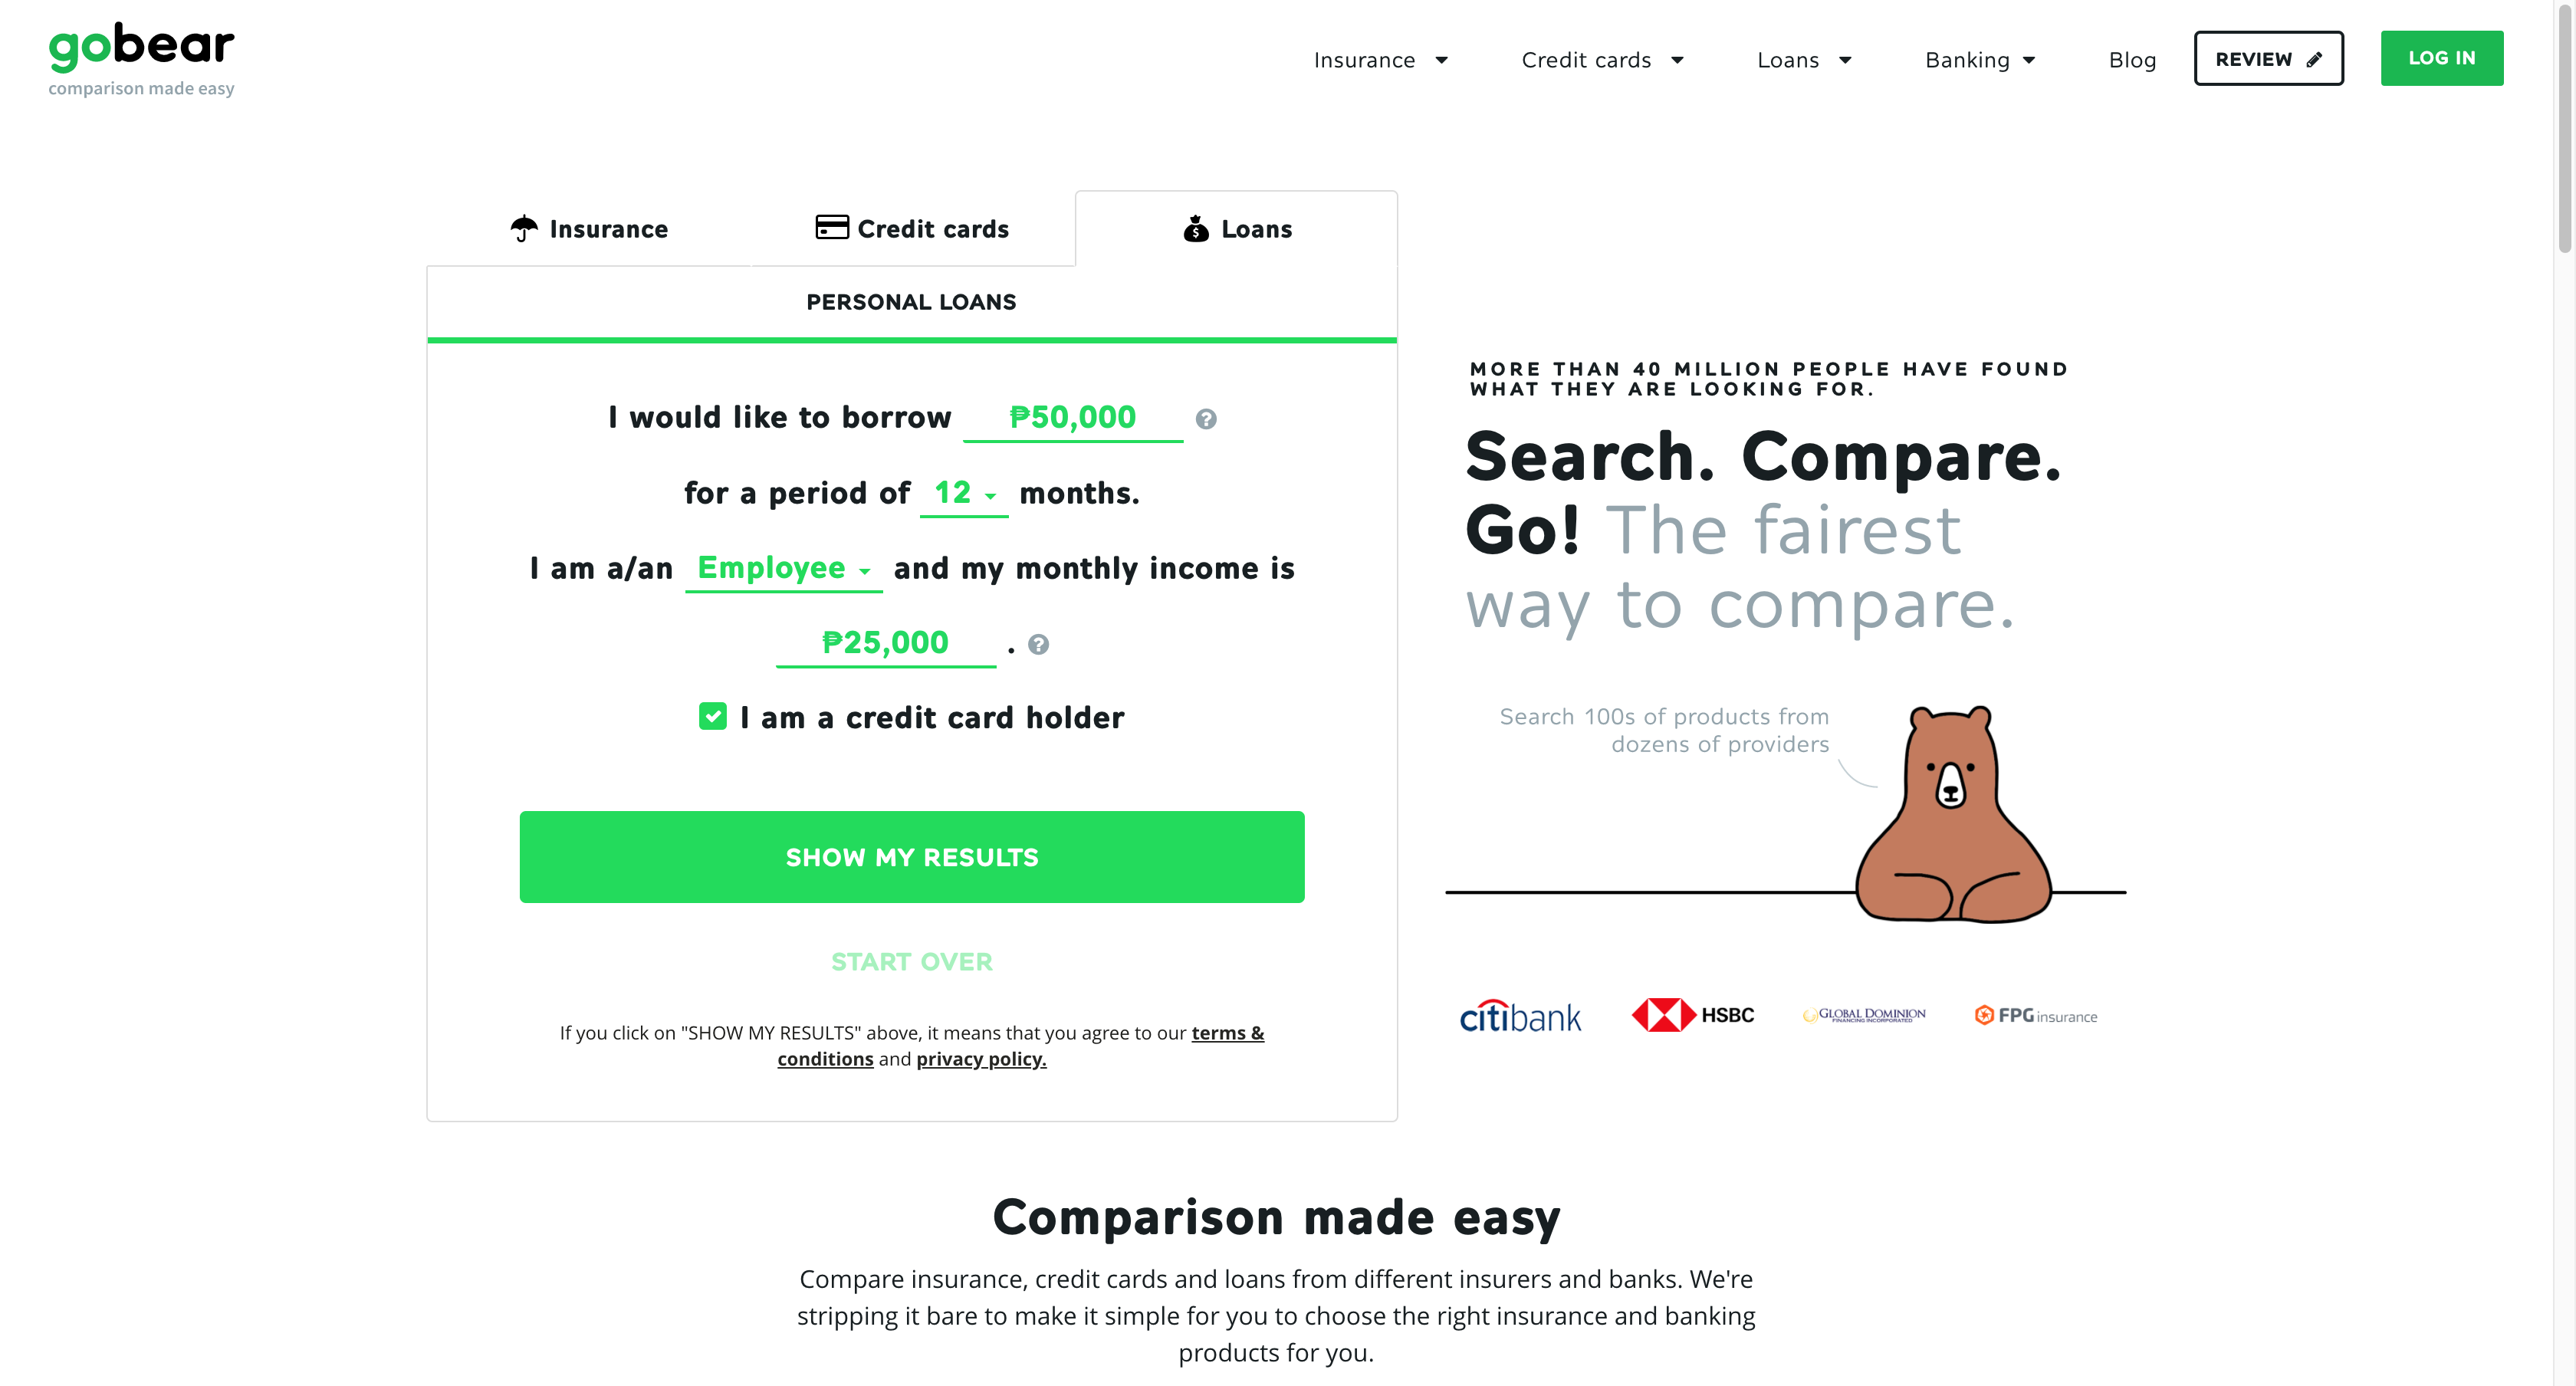 gobear
comparison made easy
Insurance
Credit cards
Loans
Banking
Blog
REVIEW
LOG IN
Insurance
Credit cards
Loans
PERSONAL LOANS
I would like to borrow ₱50,000 ?
for a period of 12 months.
I am a/an Employee and my monthly income is
₱25,000 . ?
I am a credit card holder
SHOW MY RESULTS
START OVER
If you click on "SHOW MY RESULTS" above, it means that you agree to our terms &
conditions and privacy policy.
MORE THAN 40 MILLION PEOPLE HAVE FOUND
WHAT THEY ARE LOOKING FOR.
Search. Compare.
Go! The fairest
way to compare.
Search 100s of products from
dozens of providers
citibank
HSBC
GLOBAL DOMINION
FINANCING INCORPORATED
FPG insurance
Comparison made easy
Compare insurance, credit cards and loans from different insurers and banks. We're
stripping it bare to make it simple for you to choose the right insurance and banking
products for you.